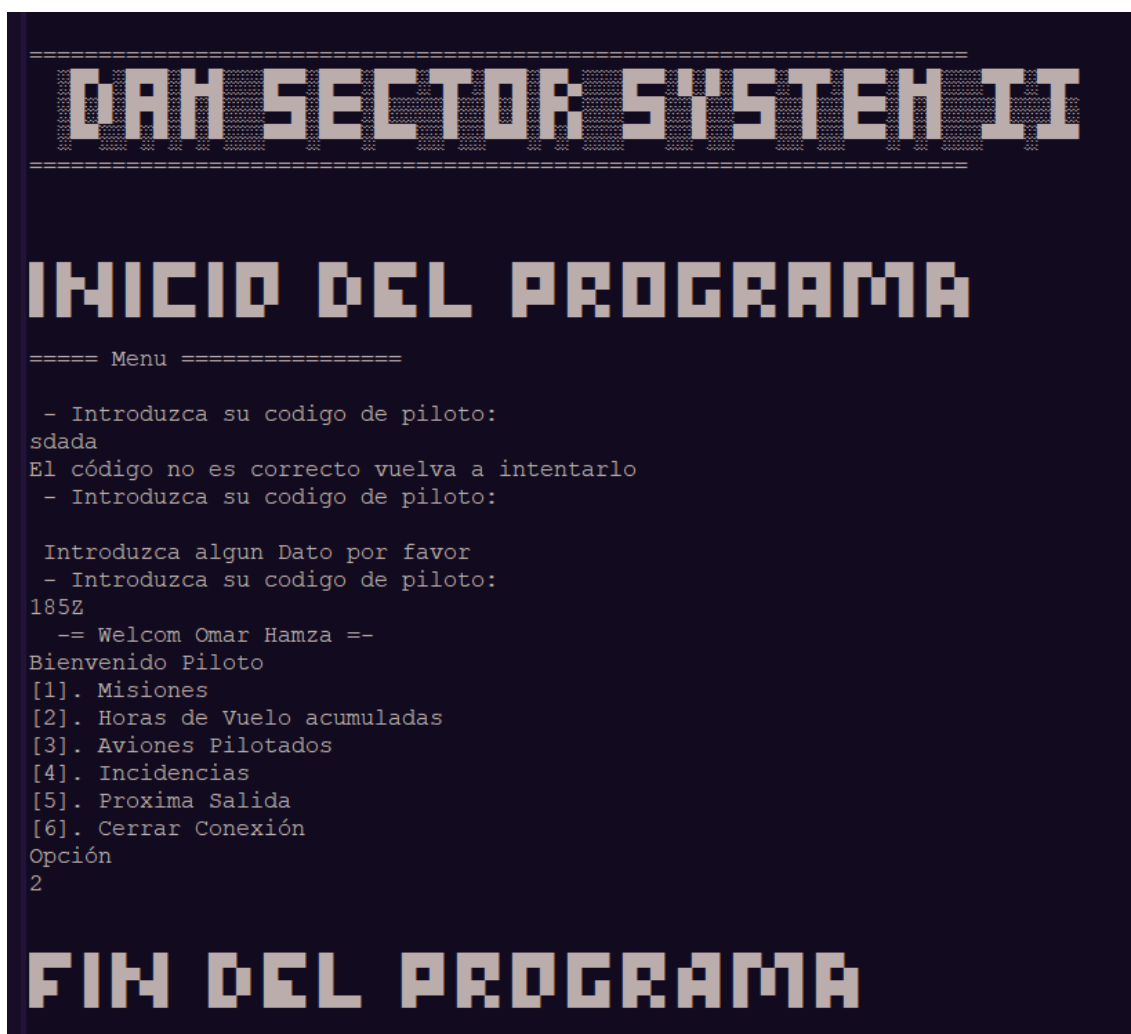 ====================================================================
DAM SECTOR SYSTEM II
====================================================================
INICIO DEL PROGRAMA
===== Menu ================
- Introduzca su codigo de piloto:
sdada
El código no es correcto vuelva a intentarlo
- Introduzca su codigo de piloto:
Introduzca algun Dato por favor
- Introduzca su codigo de piloto:
185Z
-= Welcom Omar Hamza =-
Bienvenido Piloto
[1]. Misiones
[2]. Horas de Vuelo acumuladas
[3]. Aviones Pilotados
[4]. Incidencias
[5]. Proxima Salida
[6]. Cerrar Conexión
Opción
2
FIN DEL PROGRAMA